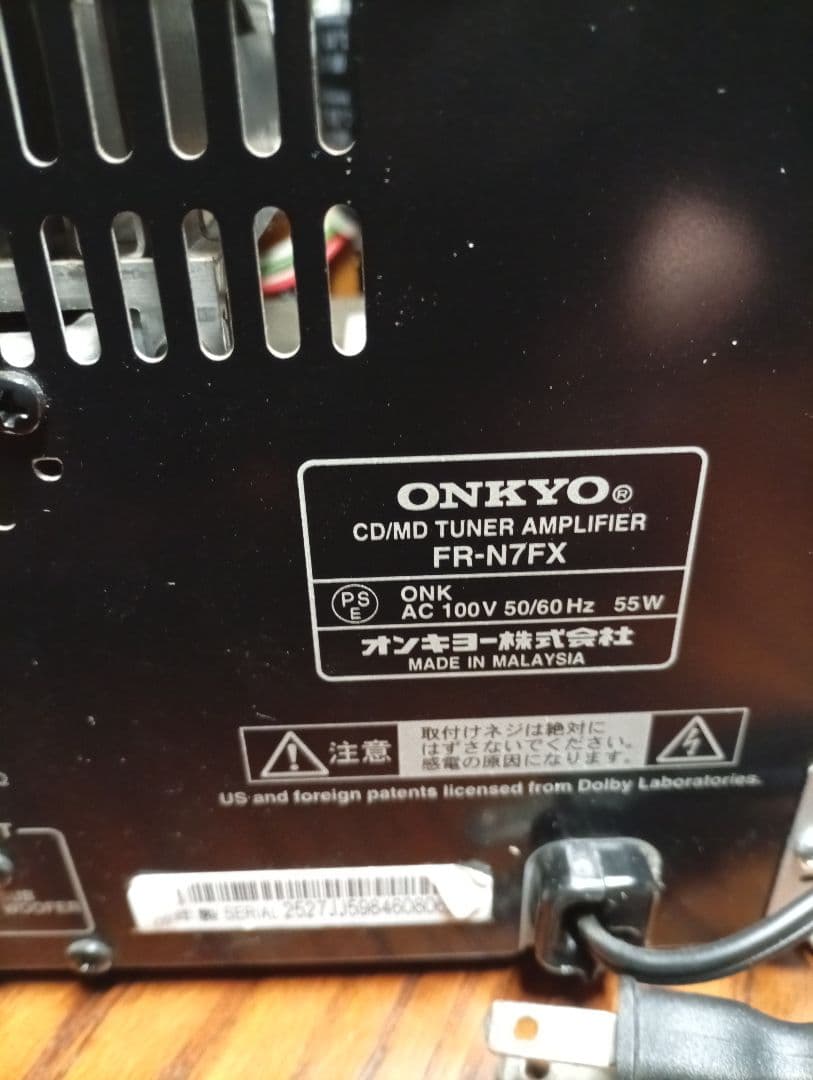 ONKYO®
CD/MD TUNER AMPLIFIER
FR-N7FX
PS
E
ONK
AC 100V 50/60Hz 55W
オンキヨー株式会社
MADE IN MALAYSIA
注意
取付けネジは絶対に
はずさないでください。
感電の原因になります。
US and foreign patents licensed from Dolby Laboratories.
WOOFER
年製 SERIAL